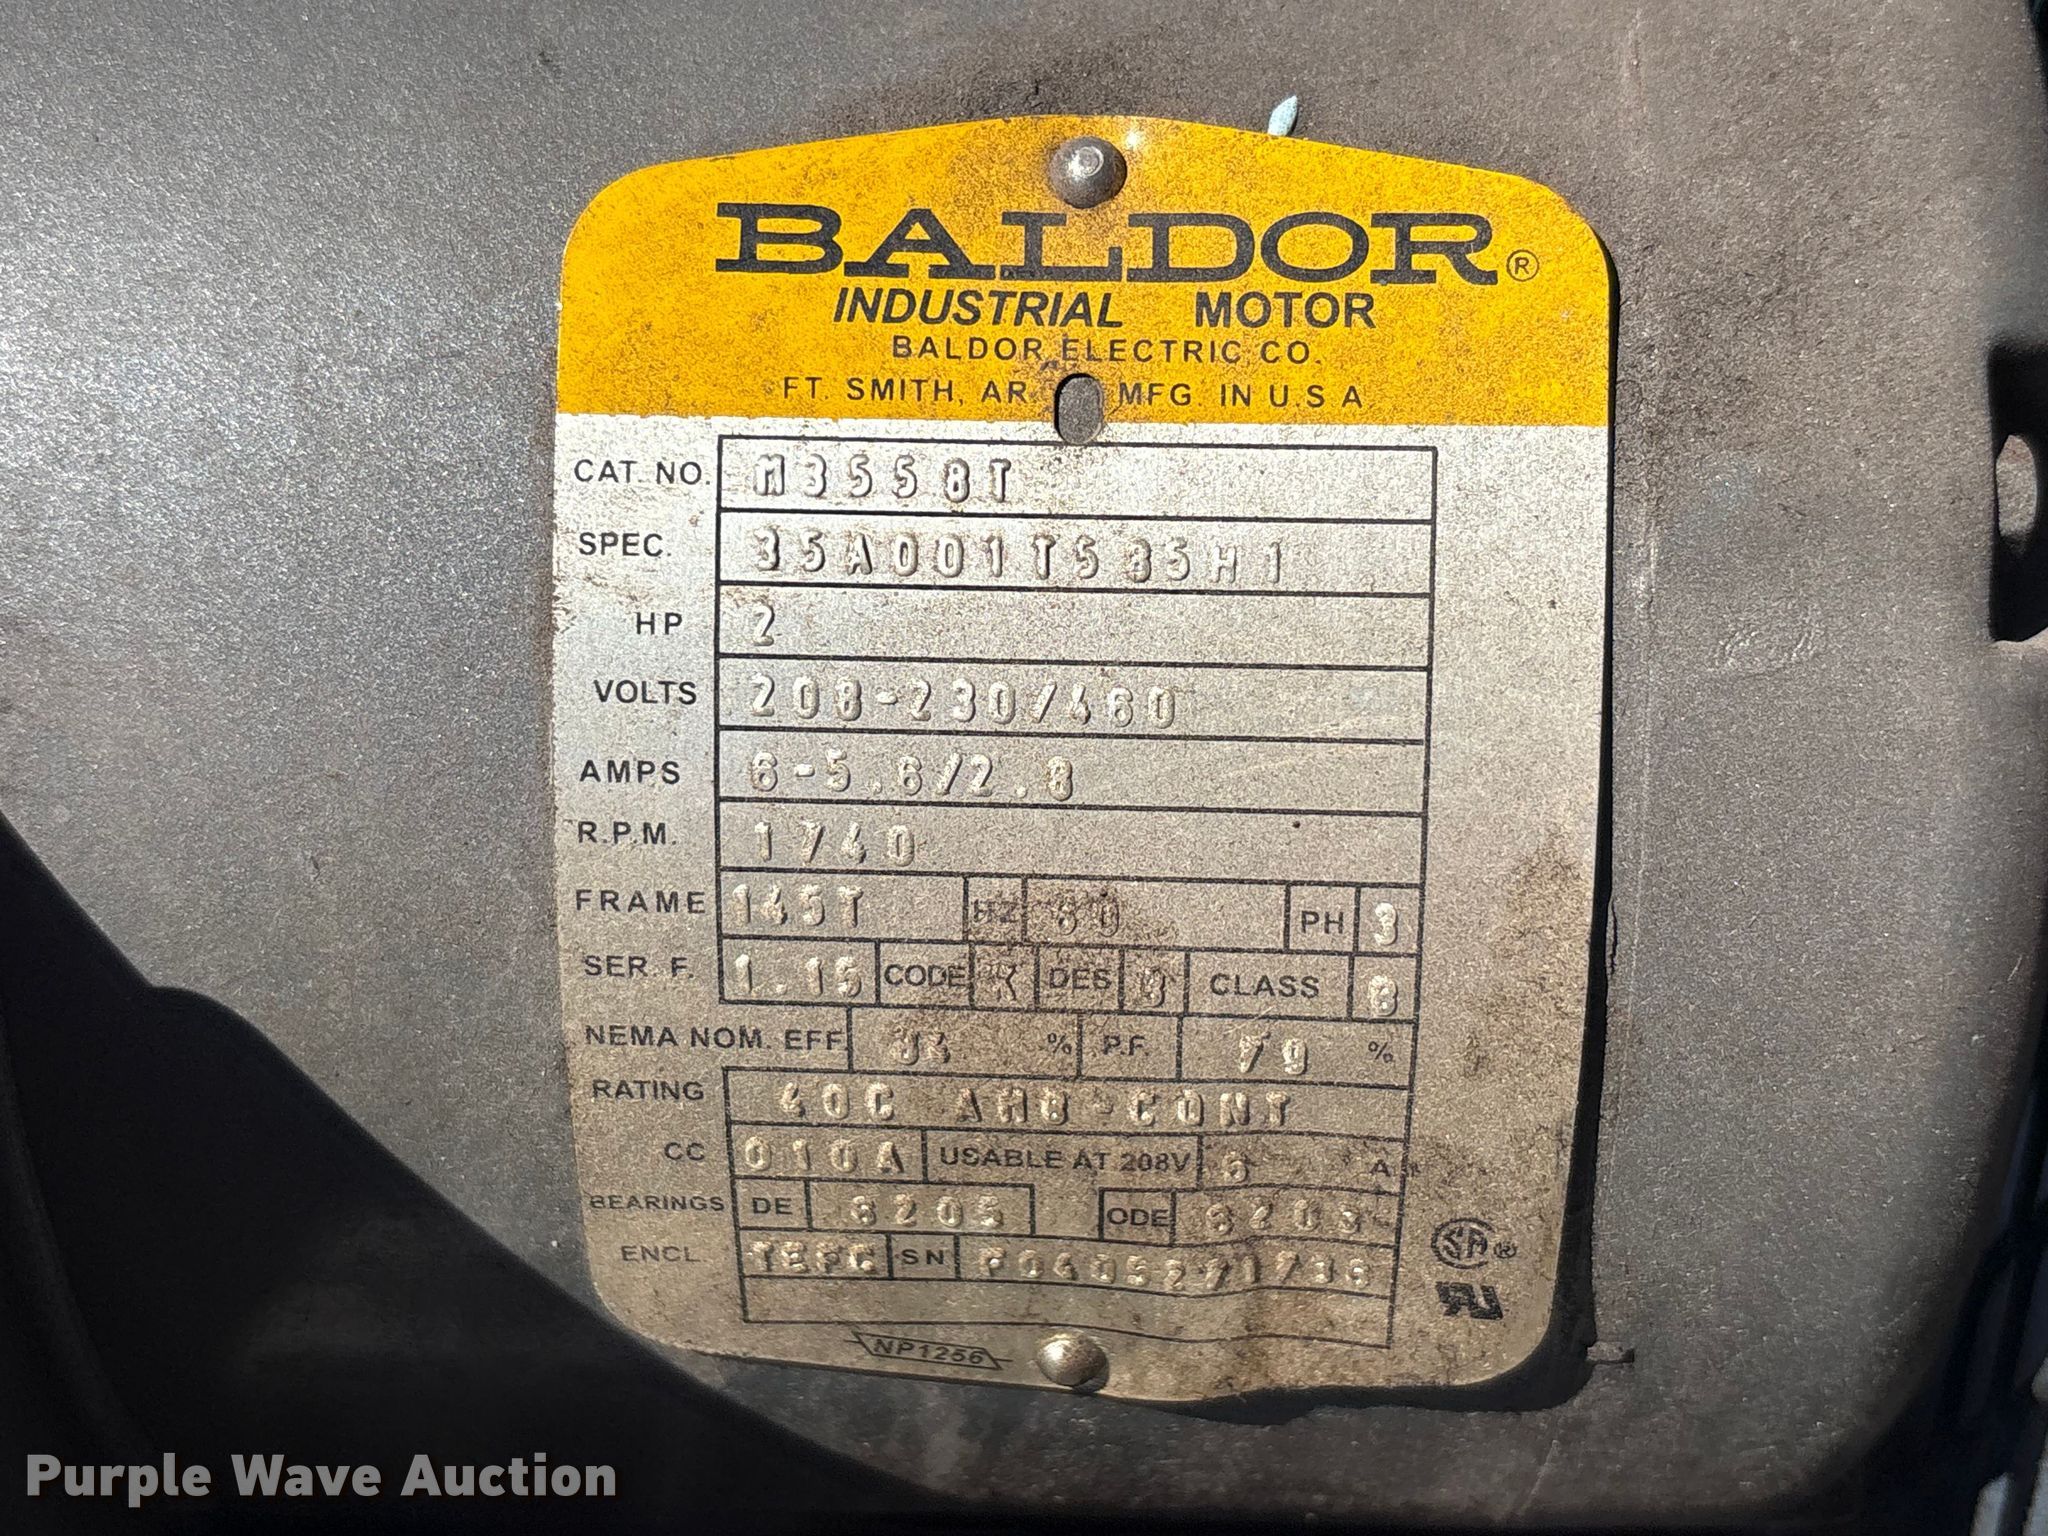 BALDOR®
INDUSTRIAL MOTOR
BALDOR ELECTRIC CO.
FT. SMITH, AR. MFG. IN U.S.A.
CAT. NO. M3558T
SPEC. 35A001T535H1
HP 2
VOLTS 208-230/460
AMPS 6-5.6/2.8
R.P.M. 1740
FRAME 145T HZ 60 PH 3
SER. F. 1.15 CODE K DES B CLASS B
NEMA NOM. EFF. 84 % P.F. 79 %
RATING 40C AMB-CONT
CC 010A USABLE AT 208V 6 A
BEARINGS DE 6205 ODE 6203
ENCL TEFC SN
NP1256
Purple Wave Auction